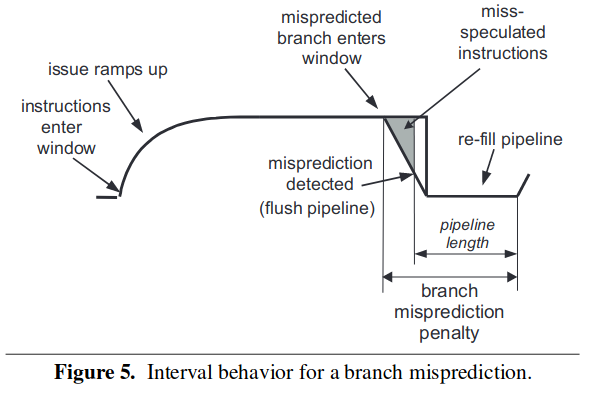 mispredicted
branch enters
window
miss-
speculated
instructions
issue ramps up
instructions
enter
window
re-fill pipeline
misprediction
detected
(flush pipeline)
pipeline
length
branch
misprediction
penalty
Figure 5. Interval behavior for a branch misprediction.